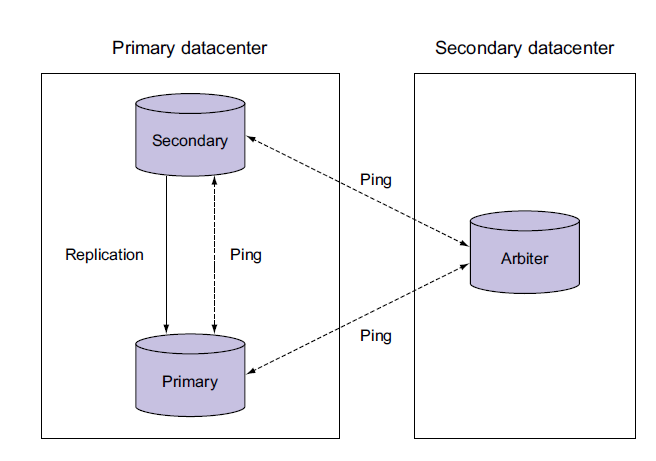 Primary datacenter
Secondary datacenter
Secondary
Ping
Replication
Ping
Arbiter
Ping
Primary